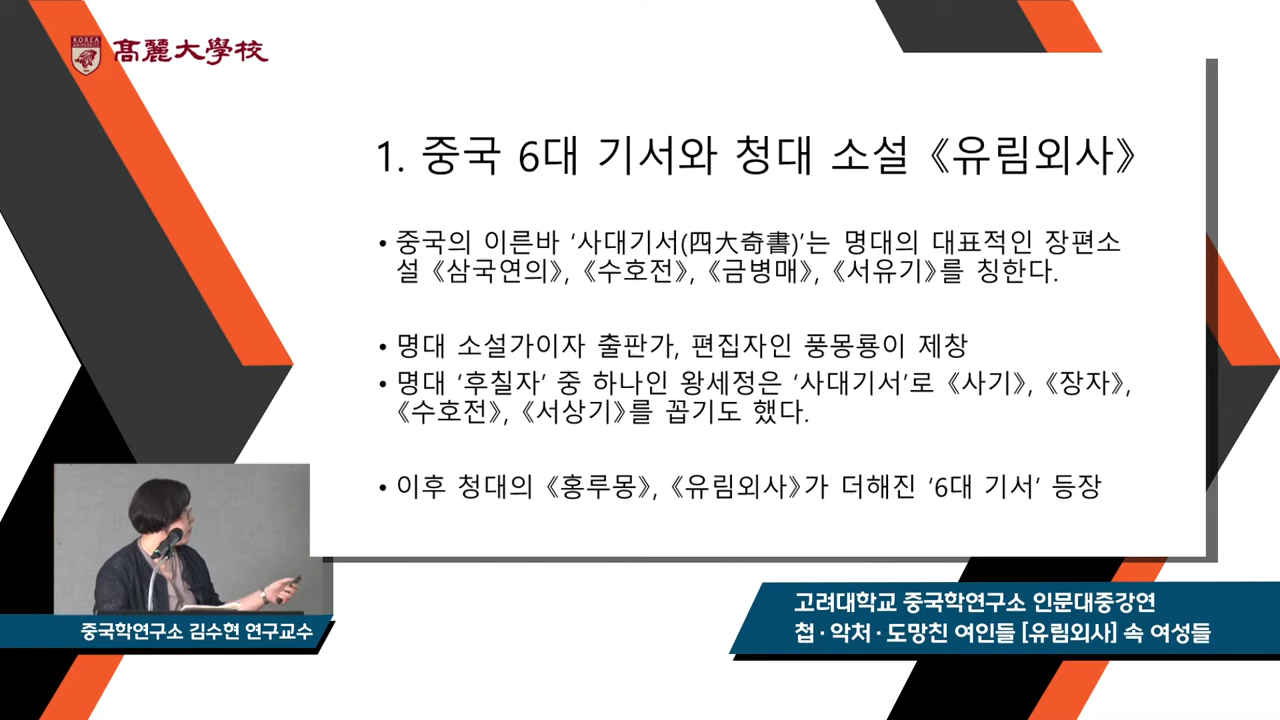 KOREA
UNIVERSITY
髙麗大學校
1. 중국 6대 기서와 청대 소설 《유림외사》
• 중국의 이른바 ‘사대기서(四大奇書)’는 명대의 대표적인 장편소
설 《삼국연의》, 《수호전》, 《금병매》, 《서유기》를 칭한다.
• 명대 소설가이자 출판가, 편집자인 풍몽룡이 제창
• 명대 ‘후칠자’ 중 하나인 왕세정은 ‘사대기서’로 《사기》, 《장자》,
《수호전》, 《서상기》를 꼽기도 했다.
• 이후 청대의 《홍루몽》, 《유림외사》가 더해진 ‘6대 기서’ 등장
중국학연구소 김수현 연구교수
고려대학교 중국학연구소 인문대중강연
첩·악처·도망친 여인들 [유림외사] 속 여성들